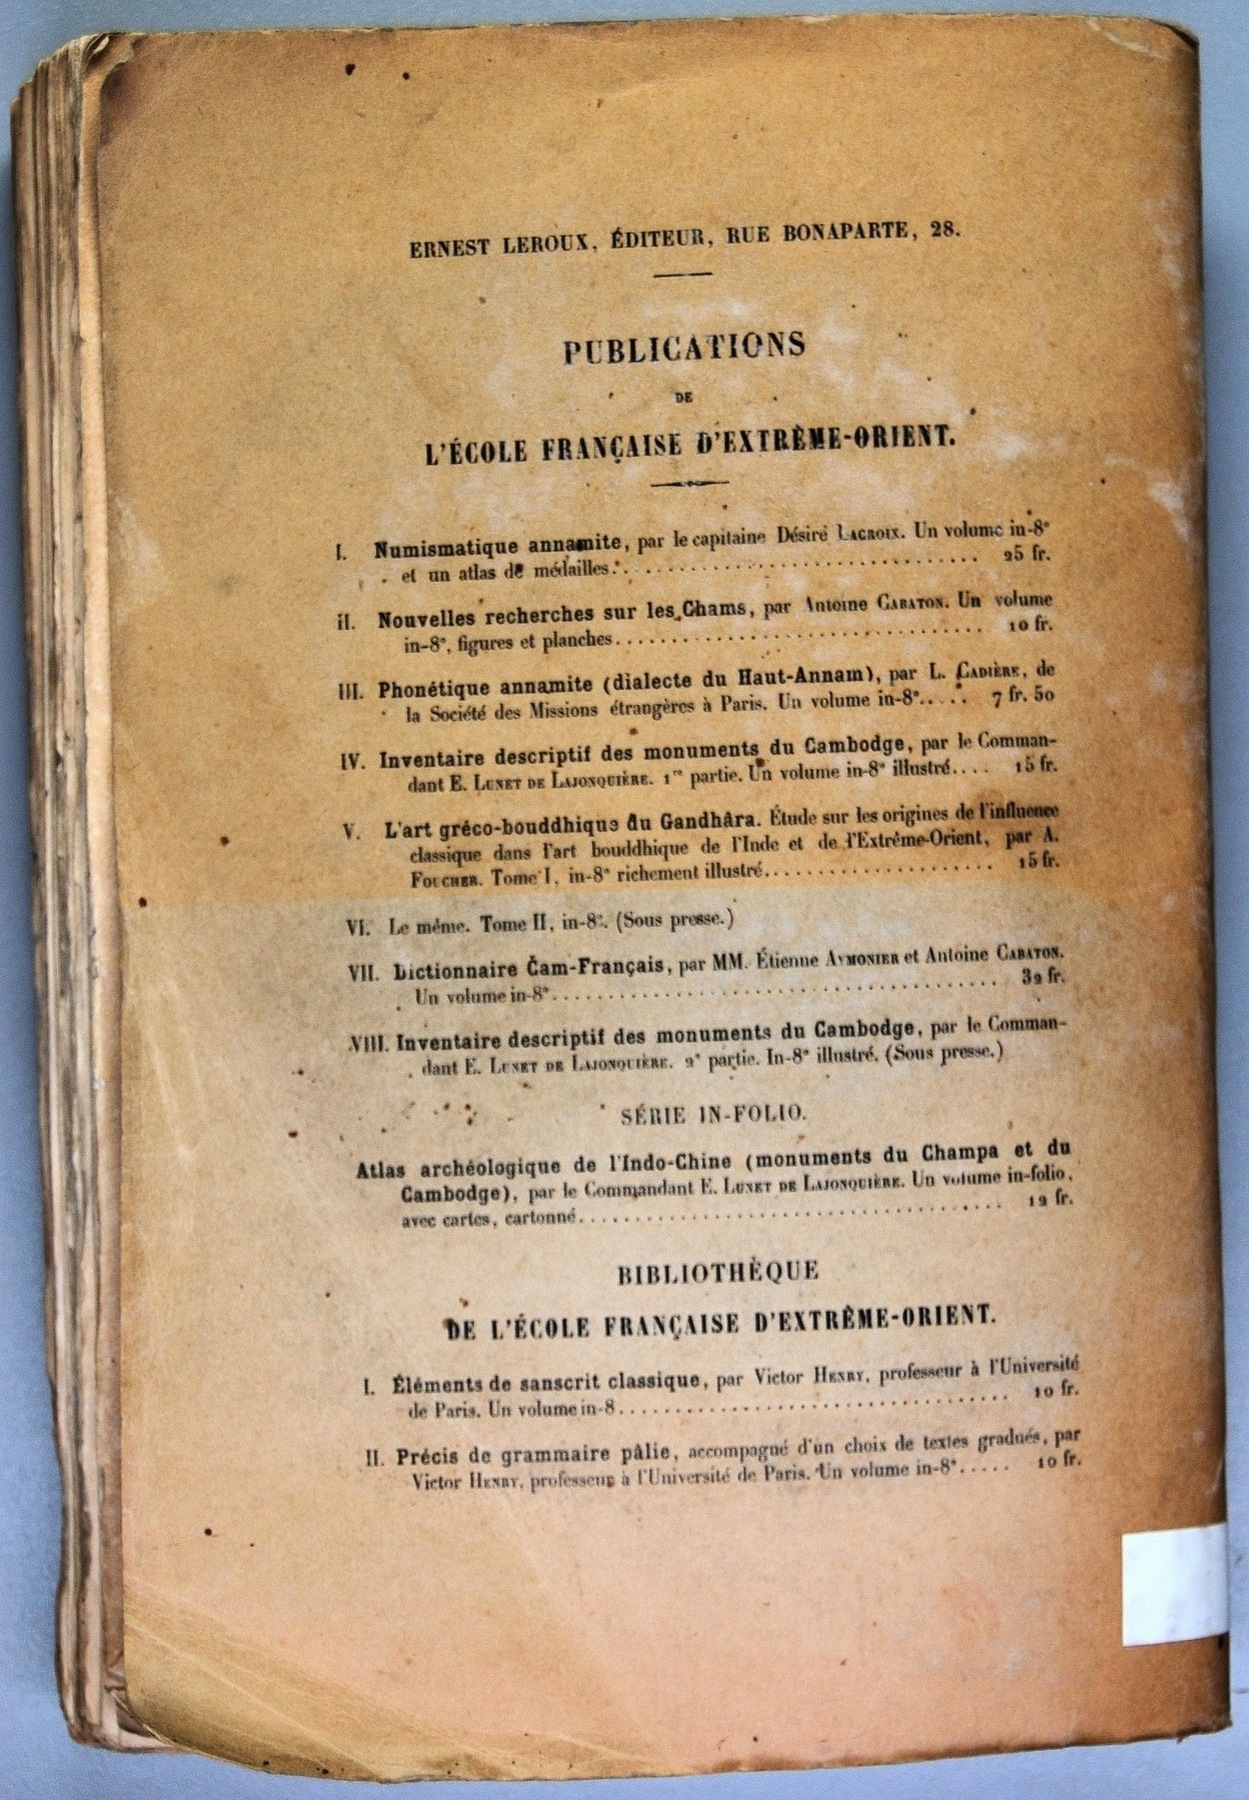 ERNEST LEROUX, ÉDITEUR, RUE BONAPARTE, 28.
PUBLICATIONS
DE
L'ÉCOLE FRANÇAISE D'EXTRÊME-ORIENT.
I. Numismatique annamite, par le capitaine Désiré LACROIX. Un volume in-8°
et un atlas de médailles. 25 fr.
II. Nouvelles recherches sur les Chams, par Antoine CABATON. Un volume
in-8°, figures et planches. 10 fr.
III. Phonétique annamite (dialecte du Haut-Annam), par L. CADIÈRE, de
la Société des Missions étrangères à Paris. Un volume in-8°. 7 fr. 50
IV. Inventaire descriptif des monuments du Cambodge, par le Comman-
dant E. LUNET DE LAJONQUIÈRE. 1re partie. Un volume in-8° illustré. 15 fr.
V. L'art gréco-bouddhique du Gandhâra. Étude sur les origines de l'influence
classique dans l'art bouddhique de l'Inde et de l'Extrême-Orient, par A.
FOUCHER. Tome I, in-8° richement illustré. 15 fr.
VI. Le même. Tome II, in-8°. (Sous presse.)
VII. Dictionnaire Čam-Français, par MM. Étienne AYMONIER et Antoine CABATON.
Un volume in-8°. 32 fr.
VIII. Inventaire descriptif des monuments du Cambodge, par le Comman-
dant E. LUNET DE LAJONQUIÈRE. 2e partie. In-8° illustré. (Sous presse.)
SÉRIE IN-FOLIO.
Atlas archéologique de l'Indo-Chine (monuments du Champa et du
Cambodge), par le Commandant E. LUNET DE LAJONQUIÈRE. Un volume in-folio,
avec cartes, cartonné. 12 fr.
BIBLIOTHÈQUE
DE L'ÉCOLE FRANÇAISE D'EXTRÊME-ORIENT.
I. Éléments de sanscrit classique, par Victor HENRY, professeur à l'Université
de Paris. Un volume in-8. 10 fr.
II. Précis de grammaire pâlie, accompagné d'un choix de textes gradués, par
Victor HENRY, professeur à l'Université de Paris. Un volume in-8°. 10 fr.